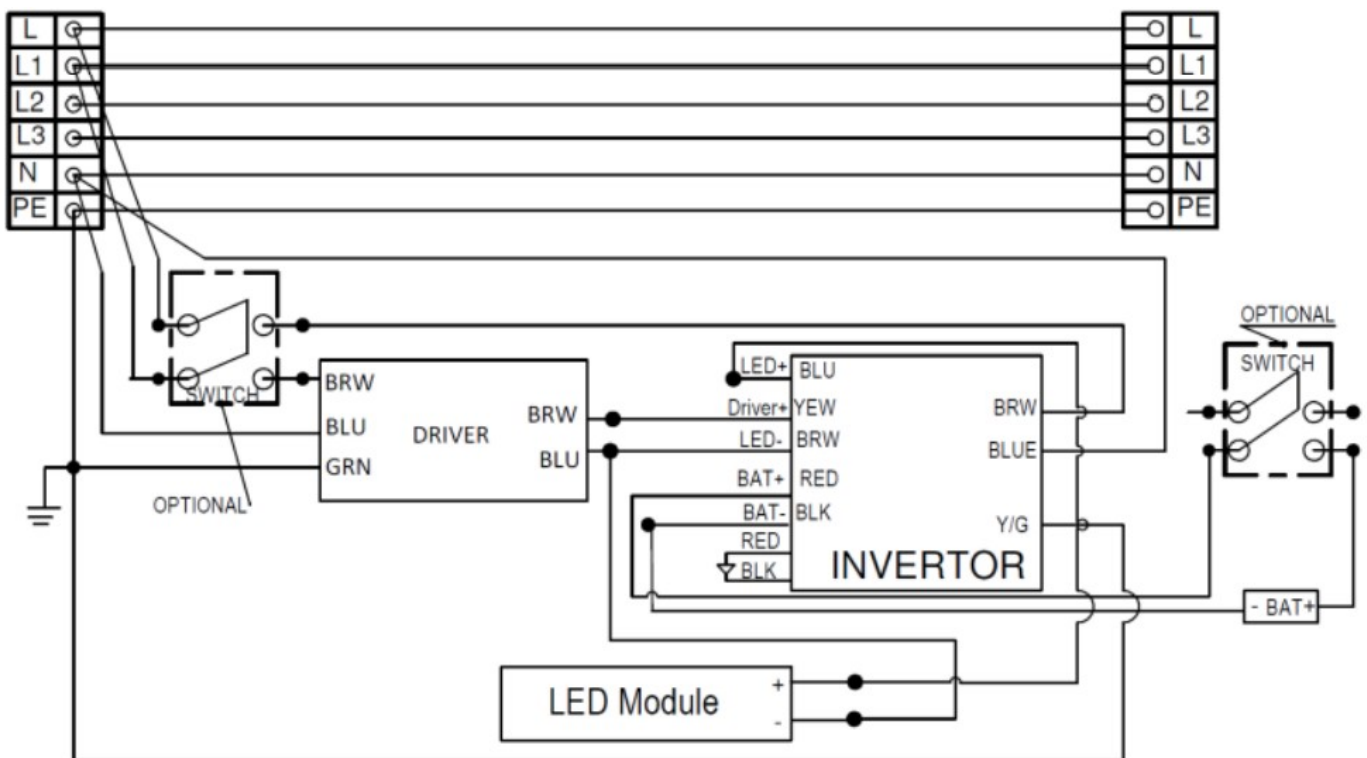 L L
L1 L1
L2 L2
L3 L3
N N
PE PE
OPTIONAL
SWITCH
LED+ BLU
BRW
SWITCH
Driver+ YEW BRW
BRW
BLU DRIVER
LED- BRW BLUE
BLU
GRN
BAT+ RED
OPTIONAL
BAT- BLK Y/G
RED
BLK
INVERTOR
- BAT+
LED Module + -